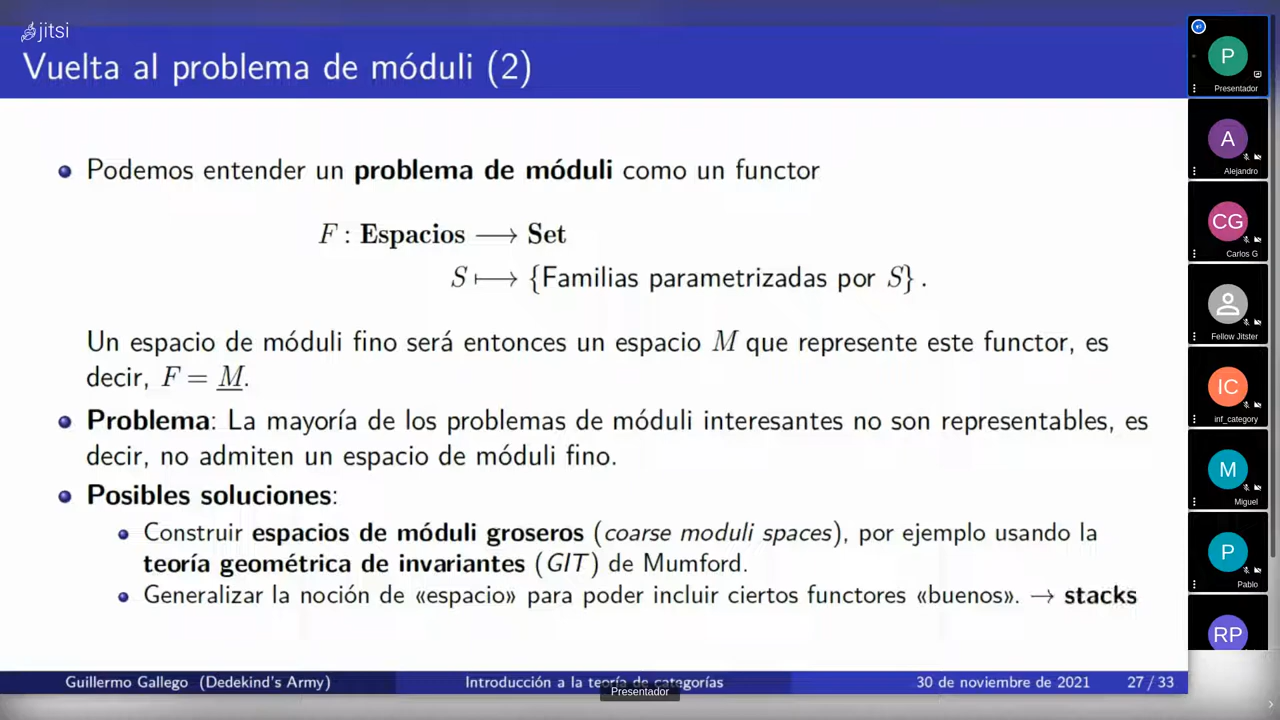 jitsi
Vuelta al problema de móduli (2)
Podemos entender un problema de móduli como un functor
F : Espacios ⟶ Set
S ⟼ {Familias parametrizadas por S} .
Un espacio de móduli fino será entonces un espacio M que represente este functor, es
decir, F = M.
Problema: La mayoría de los problemas de móduli interesantes no son representables, es
decir, no admiten un espacio de móduli fino.
Posibles soluciones:
Construir espacios de móduli groseros (coarse moduli spaces), por ejemplo usando la
teoría geométrica de invariantes (GIT) de Mumford.
Generalizar la noción de «espacio» para poder incluir ciertos functores «buenos». → stacks
Guillermo Gallego (Dedekind's Army)
Introducción a la teoría de categorías
30 de noviembre de 2021
27 / 33
Presentador
P
Presentador
A
Alejandro
CG
Carlos G
Fellow Jitster
IC
inf_category
M
Miguel
P
Pablo
RP